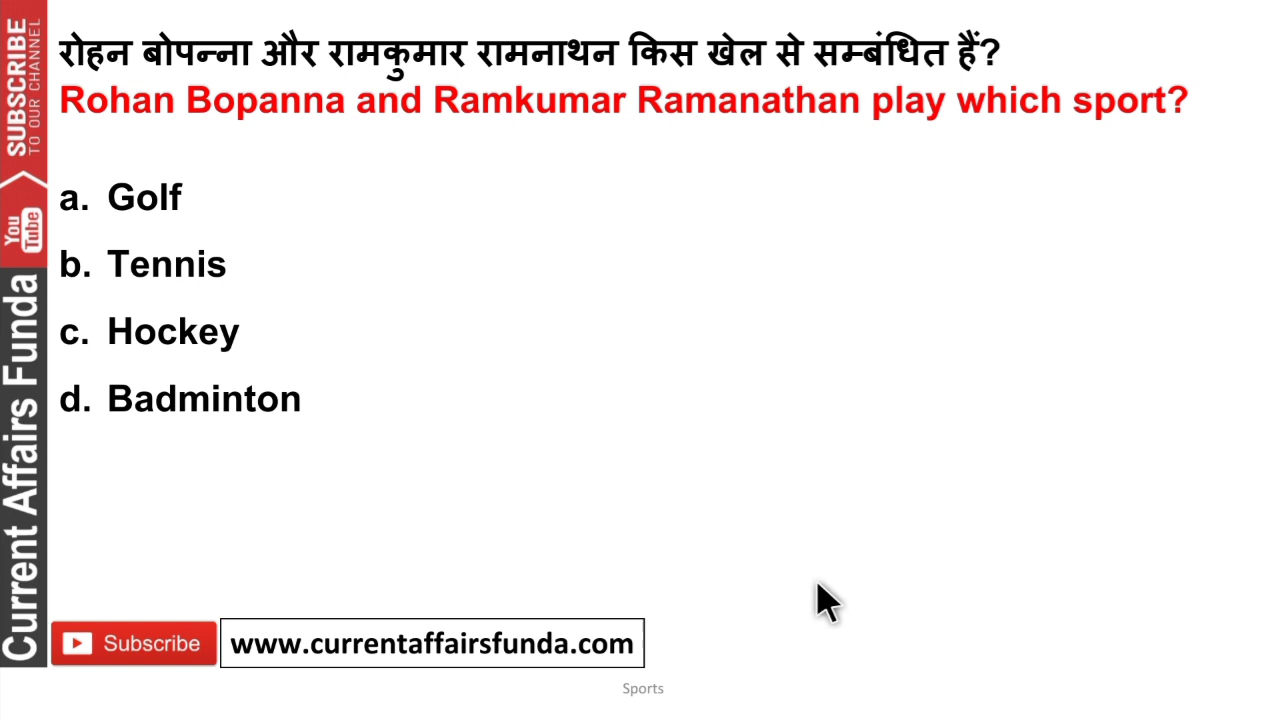 रोहन बोपन्ना और रामकुमार रामनाथन किस खेल से सम्बंधित हैं?
Rohan Bopanna and Ramkumar Ramanathan play which sport?
a. Golf
b. Tennis
c. Hockey
d. Badminton
SUBSCRIBE
TO OUR CHANNEL
You
Tube
Current Affairs Funda
Subscribe
www.currentaffairsfunda.com
Sports